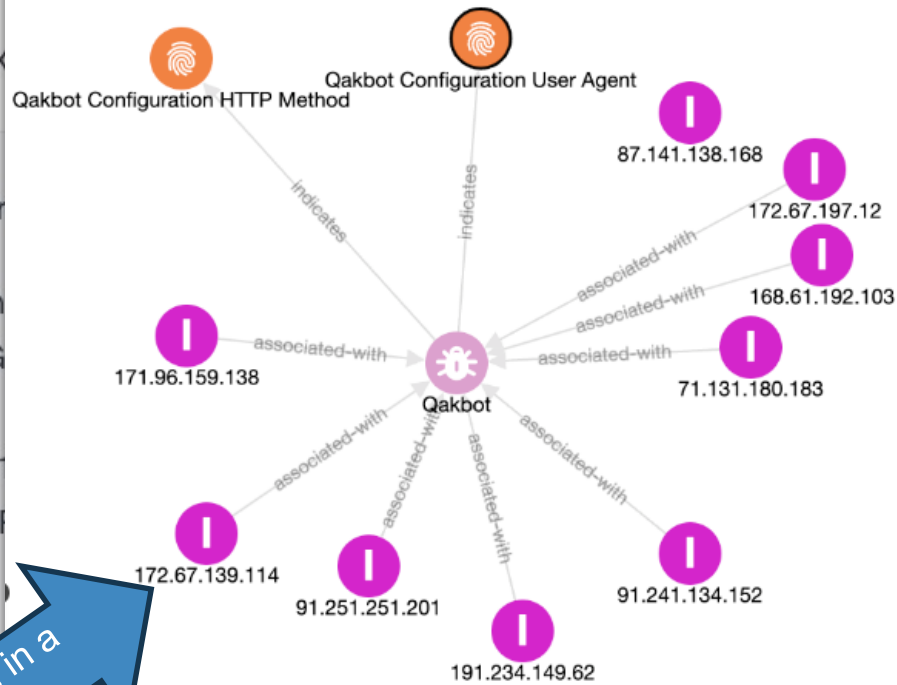 Qakbot Configuration User Agent
Qakbot Configuration HTTP Method
87.141.138.168
indicates
indicates
172.67.197.12
associated-with
168.61.192.103
associated-with
associated-with
associated-with
71.131.180.183
171.96.159.138
Qakbot
associated-with
associated-with
associated-with
associated-with
172.67.139.114
91.251.251.201
91.241.134.152
191.234.149.62
in a